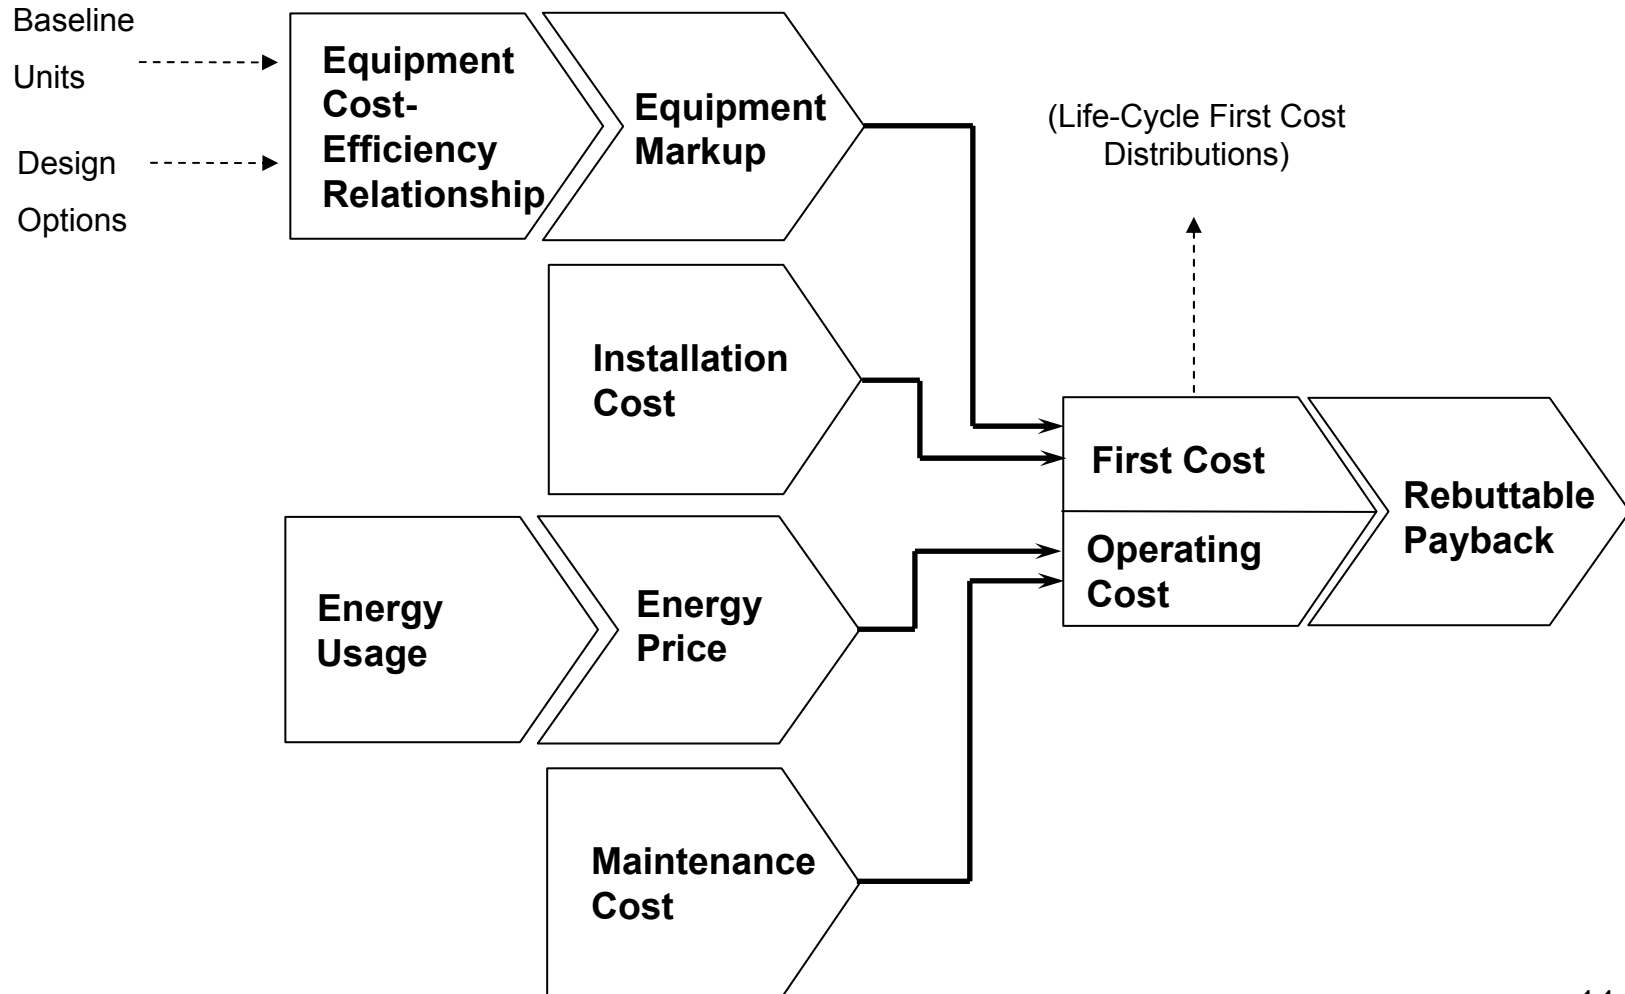 Baseline
Units
Design
Options
Equipment
Cost-
Efficiency
Relationship
Equipment
Markup
(Life-Cycle First Cost
Distributions)
Installation
Cost
First Cost
Operating
Cost
Rebuttable
Payback
Energy
Usage
Energy
Price
Maintenance
Cost